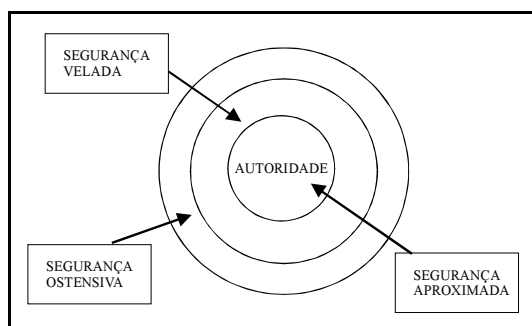 SEGURANÇA
VELADA
AUTORIDADE
SEGURANÇA
OSTENSIVA
SEGURANÇA
APROXIMADA